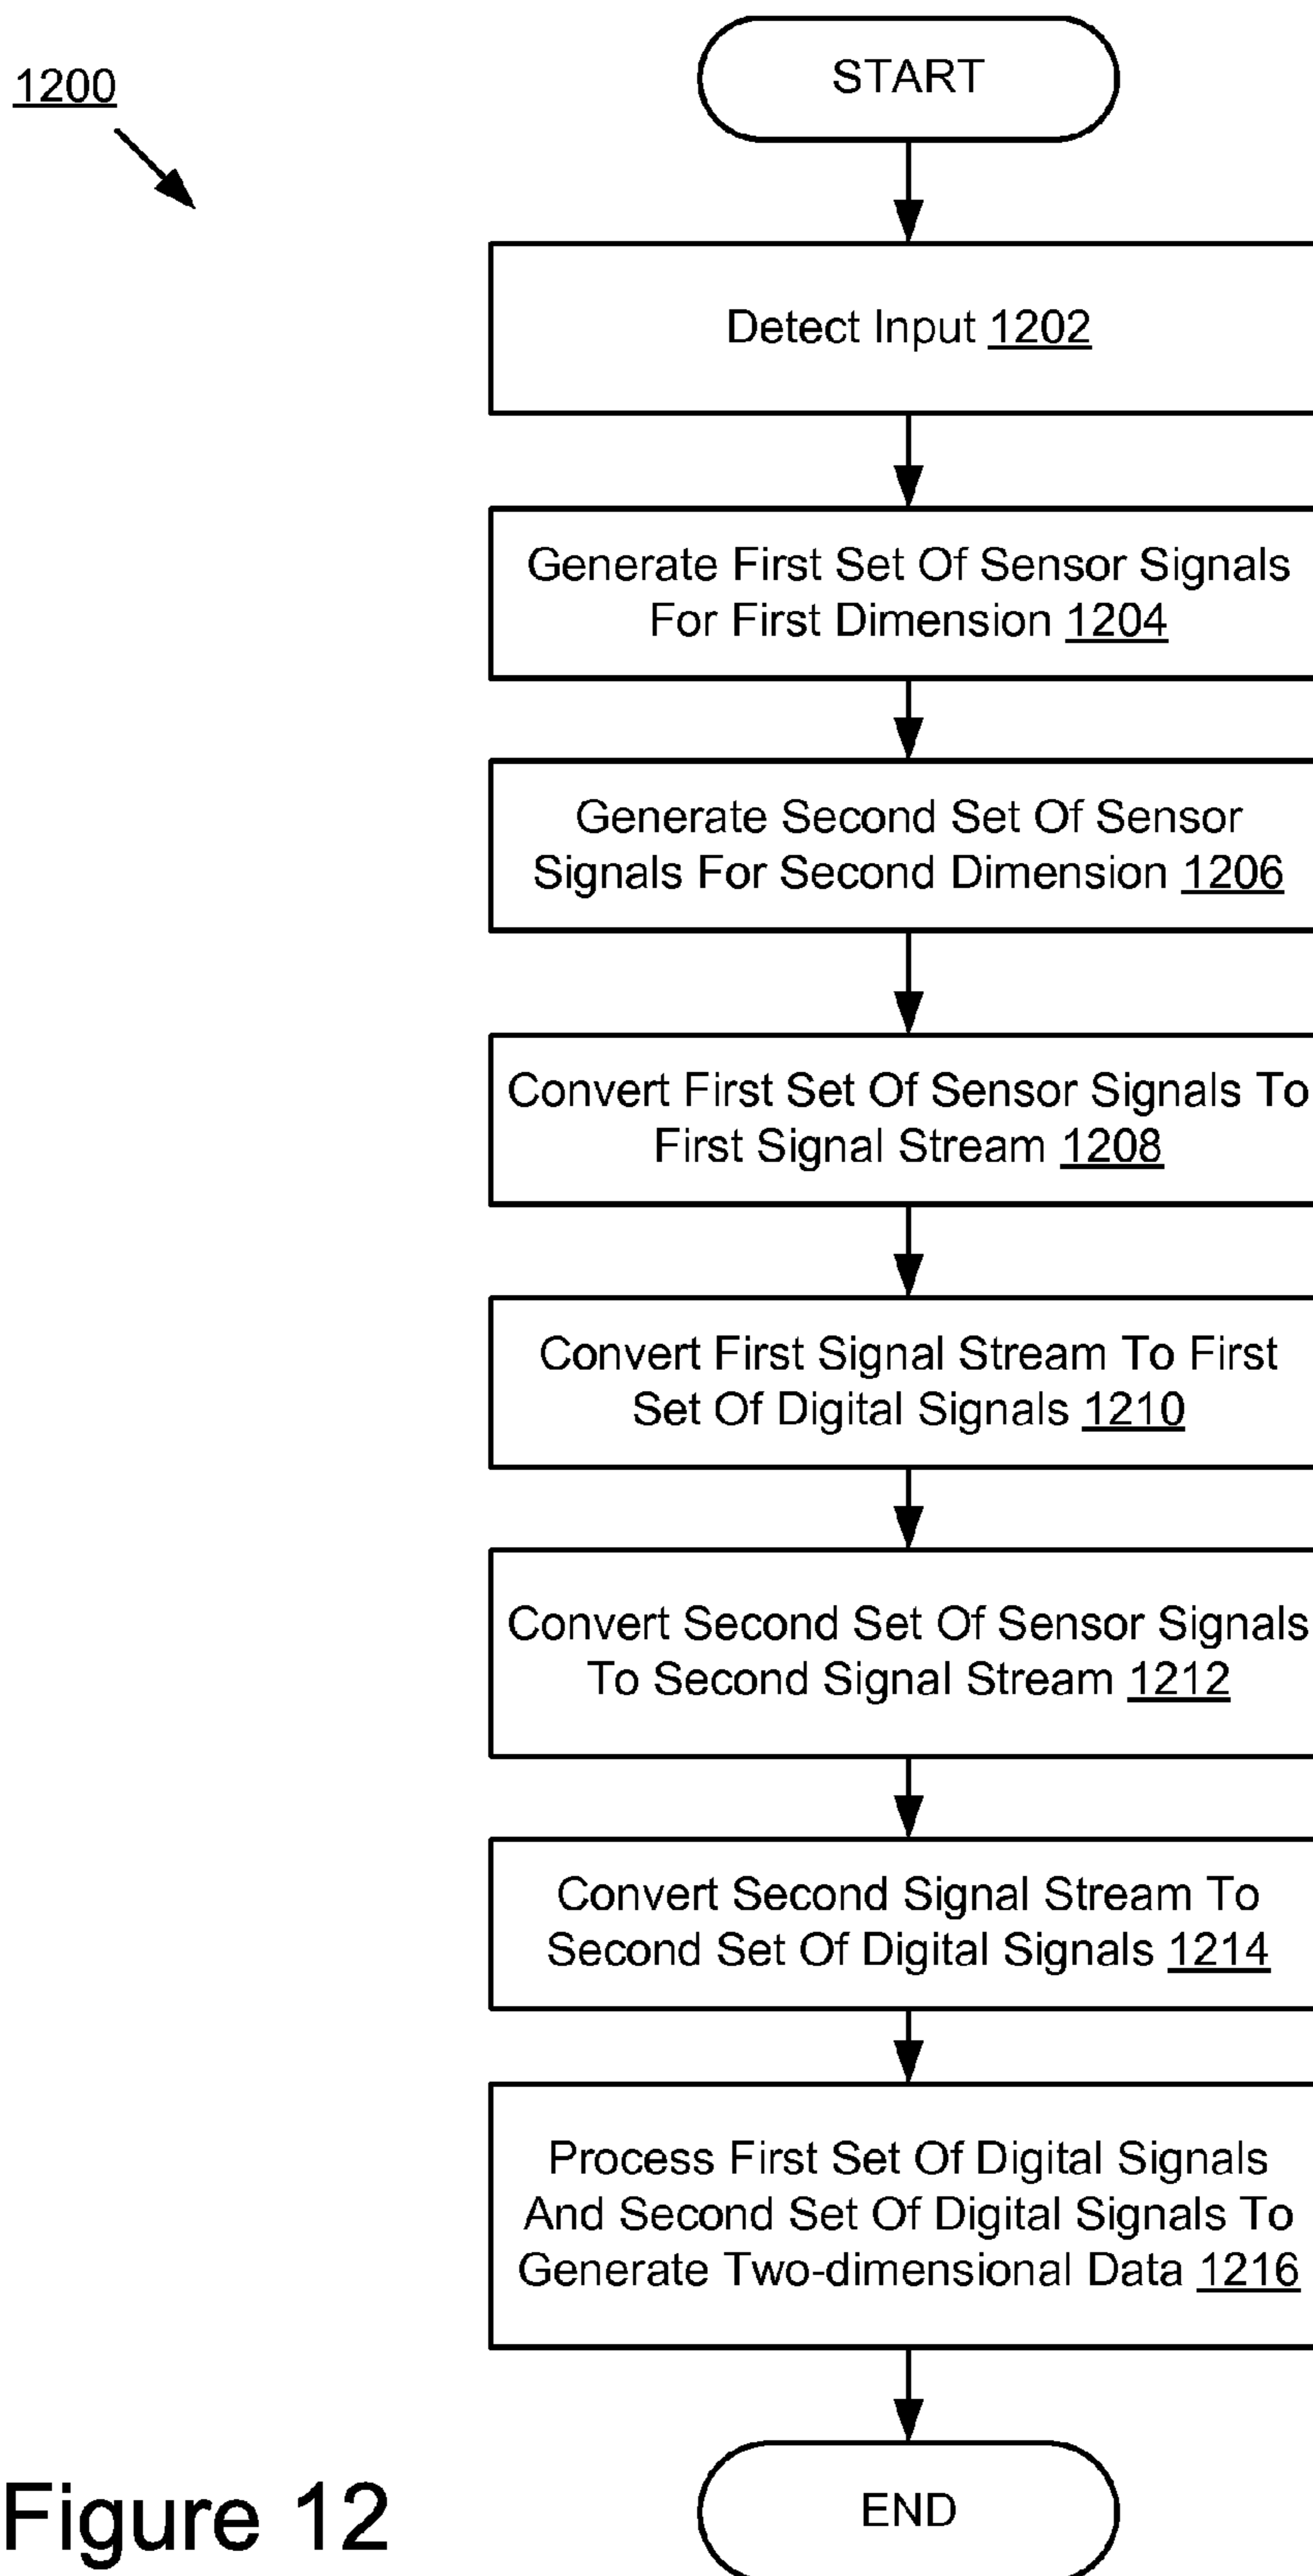 1200
START
Detect Input 1202
Generate First Set Of Sensor Signals
For First Dimension 1204
Generate Second Set Of Sensor
Signals For Second Dimension 1206
Convert First Set Of Sensor Signals To
First Signal Stream 1208
Convert First Signal Stream To First
Set Of Digital Signals 1210
Convert Second Set Of Sensor Signals
To Second Signal Stream 1212
Convert Second Signal Stream To
Second Set Of Digital Signals 1214
Process First Set Of Digital Signals
And Second Set Of Digital Signals To
Generate Two-dimensional Data 1216
END
Figure 12